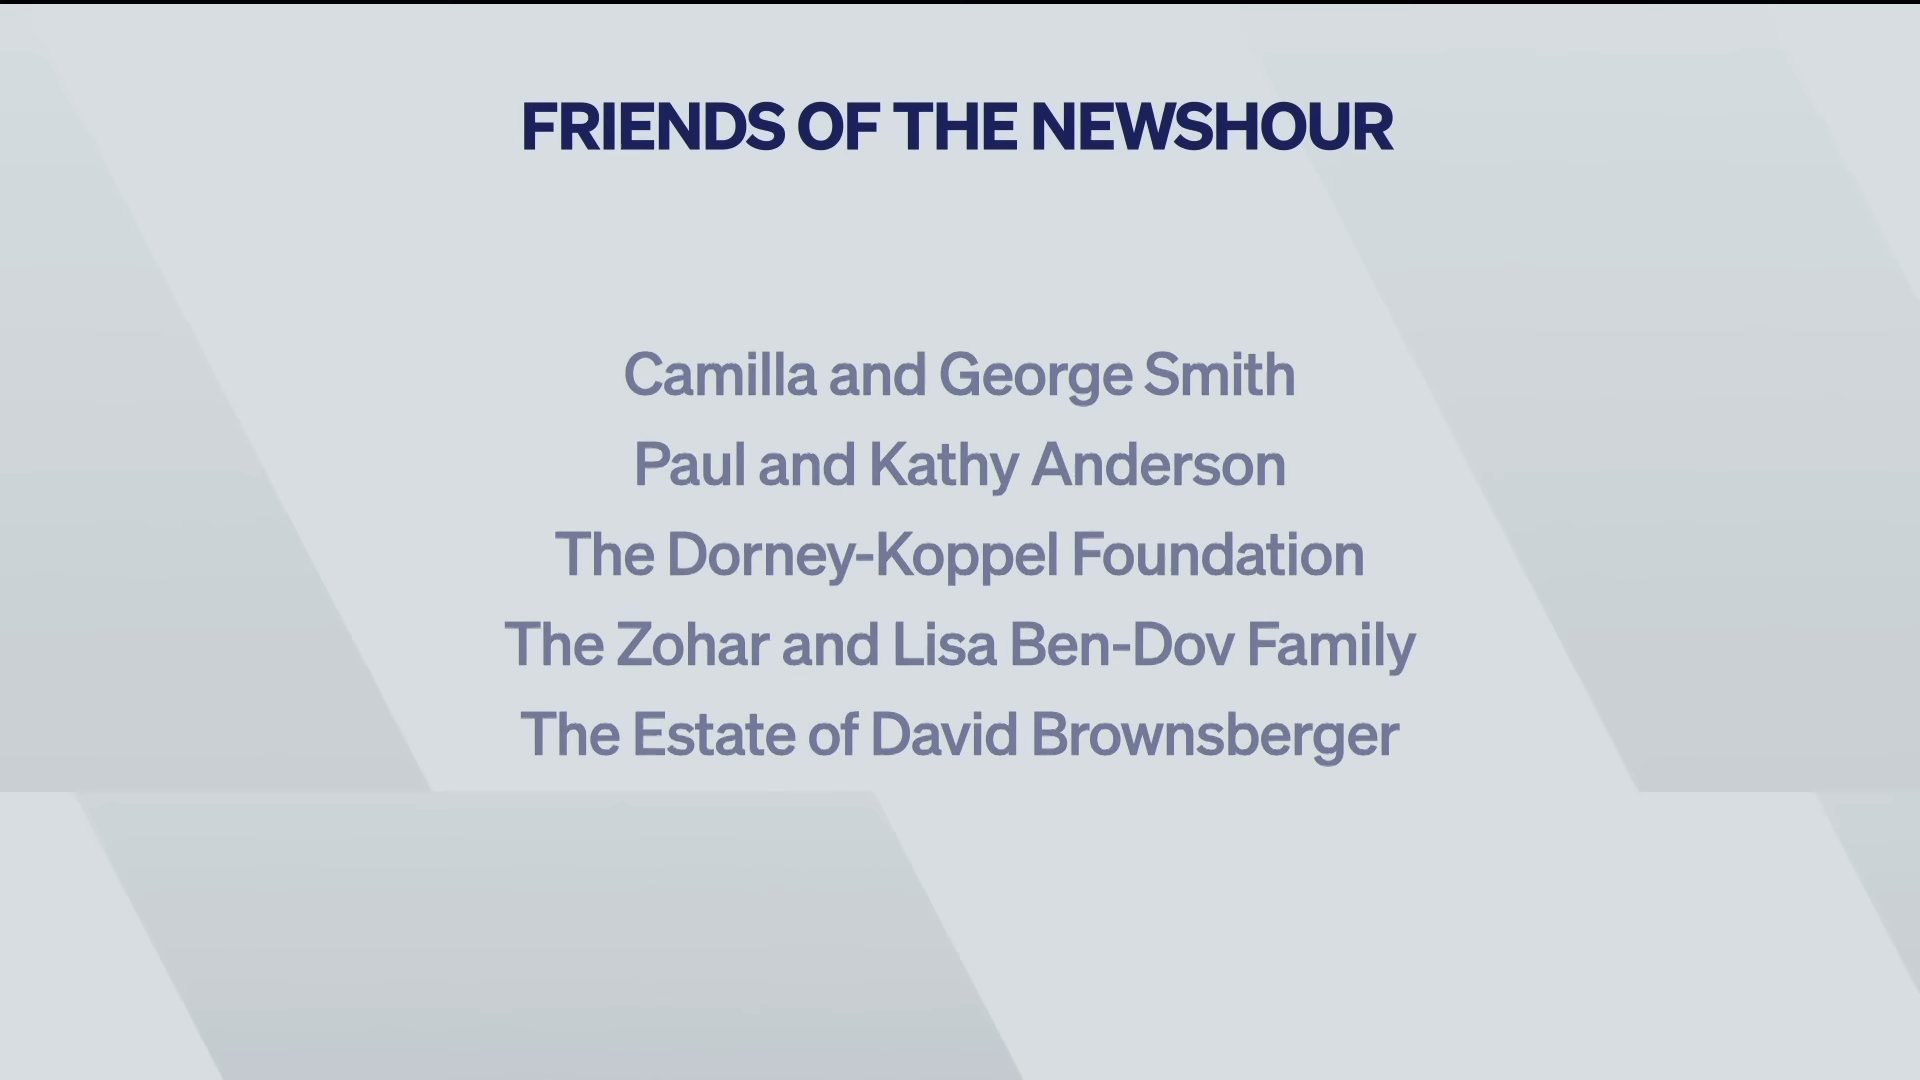 FRIENDS OF THE NEWSHOUR
Camilla and George Smith
Paul and Kathy Anderson
The Dorney-Koppel Foundation
The Zohar and Lisa Ben-Dov Family
The Estate of David Brownsberger